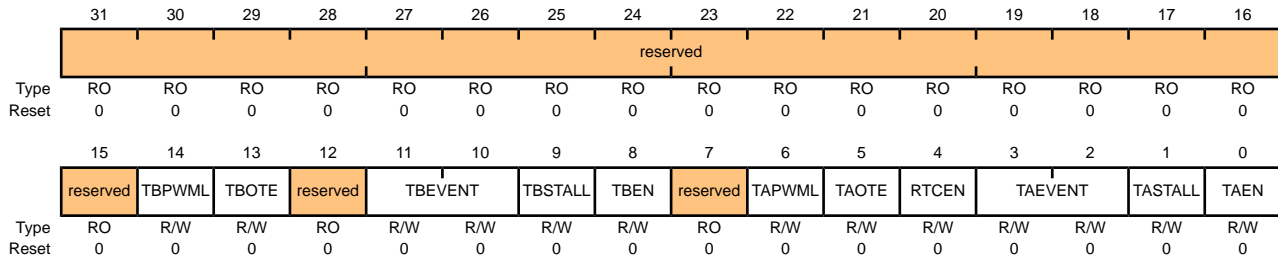 31 30 29 28 27 26 25 24 23 22 21 20 19 18 17 16
reserved
Type RO RO RO RO RO RO RO RO RO RO RO RO RO RO RO RO
Reset 0 0 0 0 0 0 0 0 0 0 0 0 0 0 0 0
15 14 13 12 11 10 9 8 7 6 5 4 3 2 1 0
reserved TBPWML TBOTE reserved TBEVENT TBSTALL TBEN reserved TAPWML TAOTE RTCEN TAEVENT TASTALL TAEN
Type RO R/W R/W RO R/W R/W R/W R/W RO R/W R/W R/W R/W R/W R/W R/W
Reset 0 0 0 0 0 0 0 0 0 0 0 0 0 0 0 0